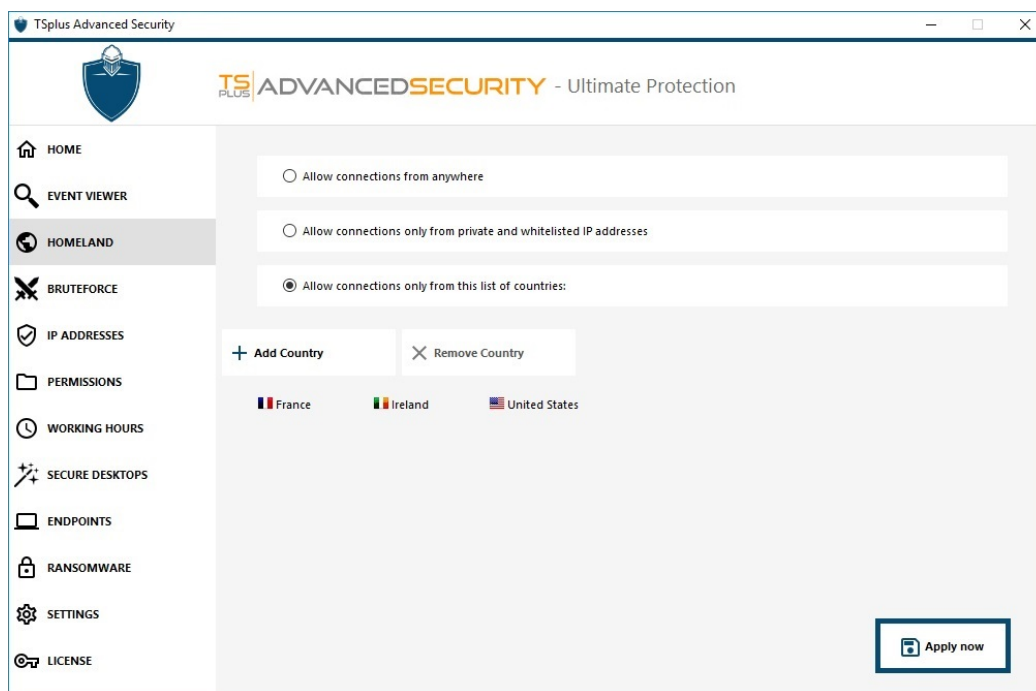 TSplus Advanced Security
TS PLUS ADVANCEDSECURITY - Ultimate Protection
HOME
EVENT VIEWER
HOMELAND
BRUTEFORCE
IP ADDRESSES
PERMISSIONS
WORKING HOURS
SECURE DESKTOPS
ENDPOINTS
RANSOMWARE
SETTINGS
LICENSE
Allow connections from anywhere
Allow connections only from private and whitelisted IP addresses
Allow connections only from this list of countries:
Add Country Remove Country
France Ireland United States
Apply now